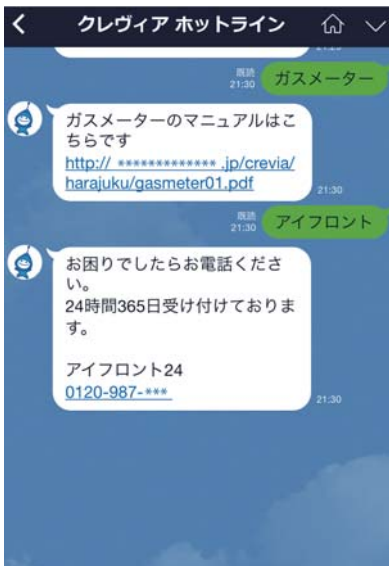 クレヴィア ホットライン
既読
21:30
ガスメーター
ガスメーターのマニュアルはこ
ちらです
http:// ************* .jp/crevia/
harajuku/gasmeter01.pdf
21:30
既読
21:30
アイフロント
お困りでしたらお電話くださ
い。
24時間365日受け付けておりま
す。
アイフロント24
0120-987-***
21:30